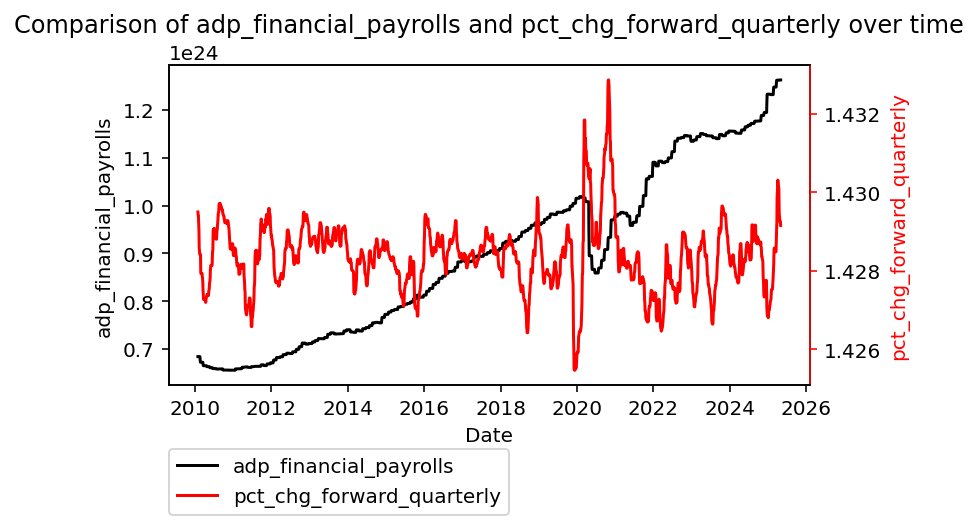 Comparison of adp_financial_payrolls and pct_chg_forward_quarterly over time
1e24
1.2
1.1
1.0
0.9
0.8
0.7
adp_financial_payrolls
1.432
1.430
1.428
1.426
pct_chg_forward_quarterly
2010 2012 2014 2016 2018 2020 2022 2024 2026
Date
adp_financial_payrolls
pct_chg_forward_quarterly